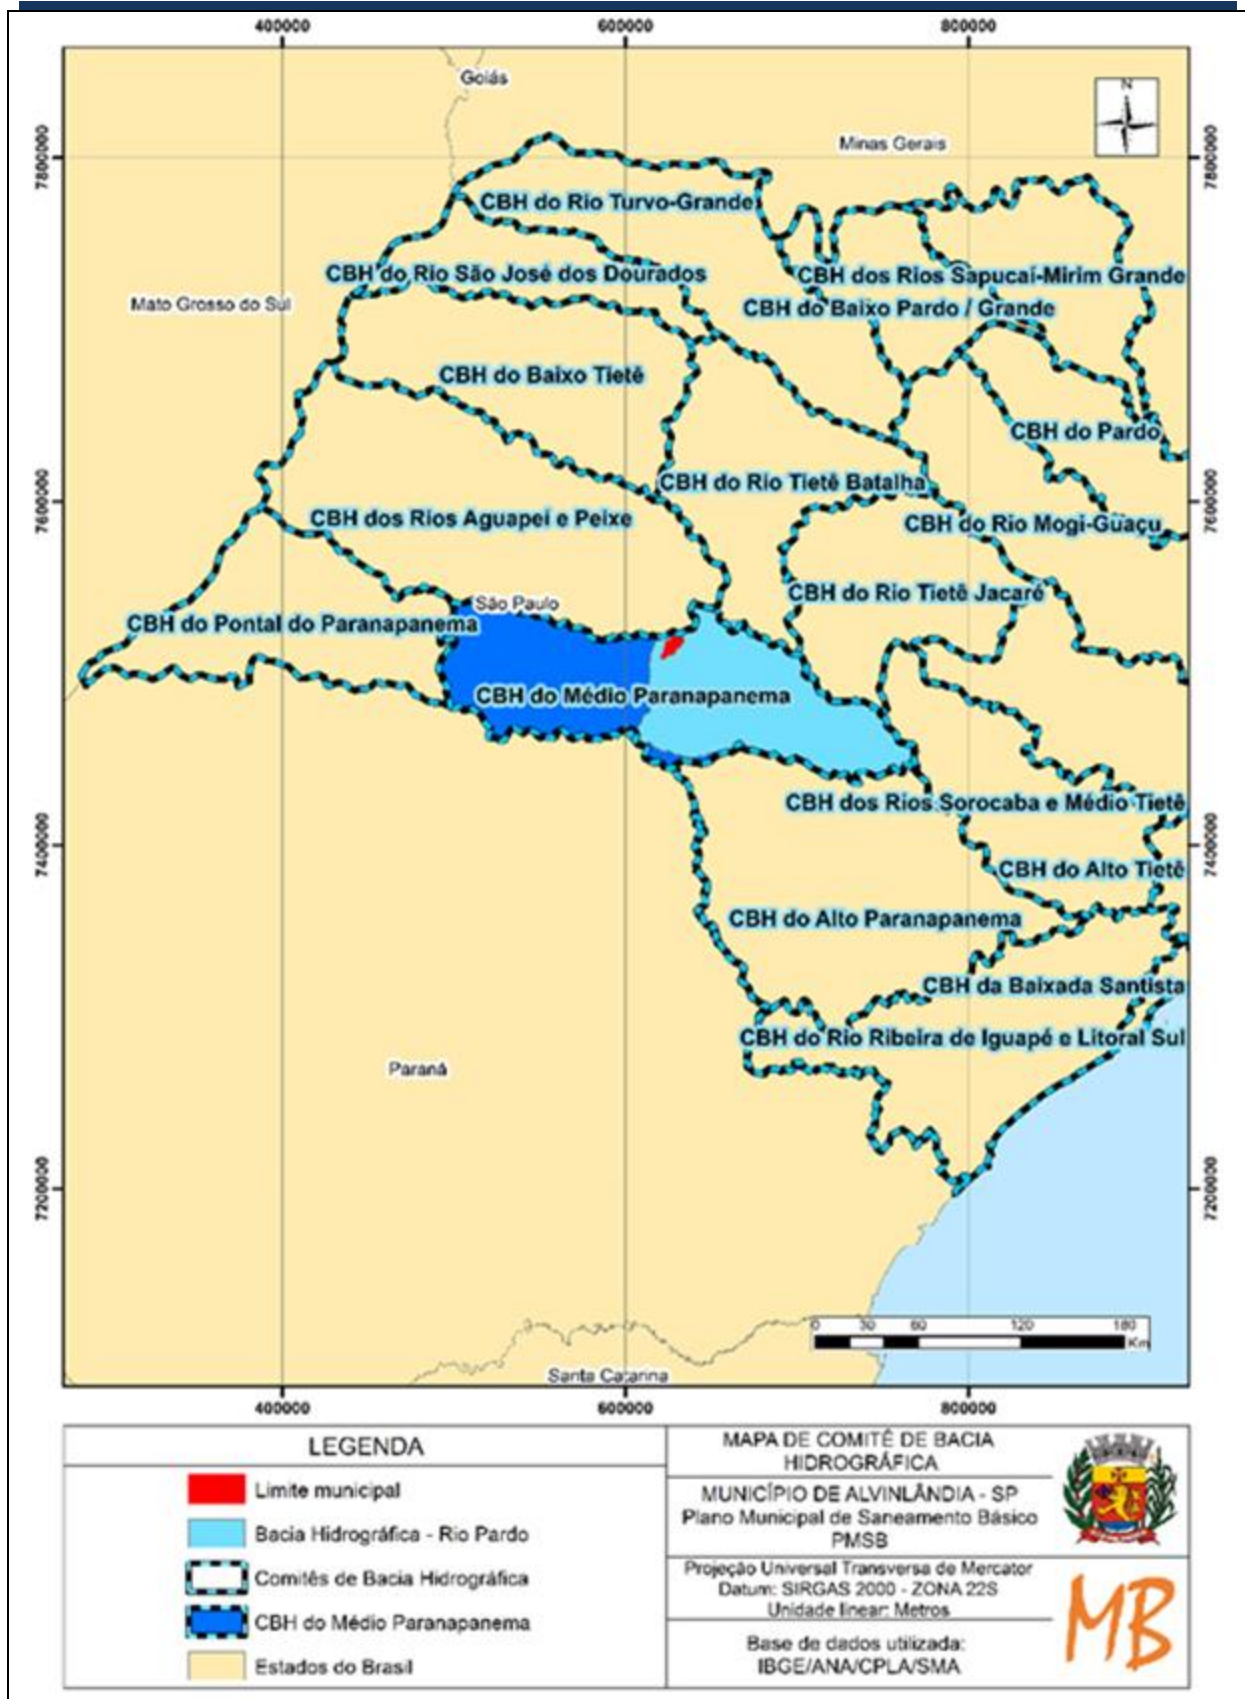 400000 600000 800000
Goiás
N
Minas Gerais
7800000 7800000
CBH do Rio Turvo-Grande
CBH do Rio São José dos Dourados
CBH dos Rios Sapucaí-Mirim Grande
Mato Grosso do Sul
CBH do Baixo Pardo / Grande
CBH do Baixo Tietê
CBH do Pardo
CBH do Rio Tietê Batalha
7600000 7600000
CBH dos Rios Aguapeí e Peixe
CBH do Rio Mogi-Guaçu
CBH do Rio Tietê Jacaré
São Paulo
CBH do Pontal do Paranapanema
CBH do Médio Paranapanema
CBH dos Rios Sorocaba e Médio Tietê
7400000 7400000
CBH do Alto Tietê
CBH do Alto Paranapanema
CBH da Baixada Santista
CBH do Rio Ribeira de Iguapé e Litoral Sul
Paraná
7200000 7200000
0 30 60 120 180
Km
Santa Catarina
400000 600000 800000
LEGENDA
Limite municipal
Bacia Hidrográfica - Rio Pardo
Comitês de Bacia Hidrográfica
CBH do Médio Paranapanema
Estados do Brasil
MAPA DE COMITÊ DE BACIA
HIDROGRÁFICA
MUNICÍPIO DE ALVINLÂNDIA - SP
Plano Municipal de Saneamento Básico
PMSB
Projeção Universal Transversa de Mercator
Datum: SIRGAS 2000 - ZONA 22S
Unidade linear: Metros
Base de dados utilizada:
IBGE/ANA/CPLA/SMA
MB